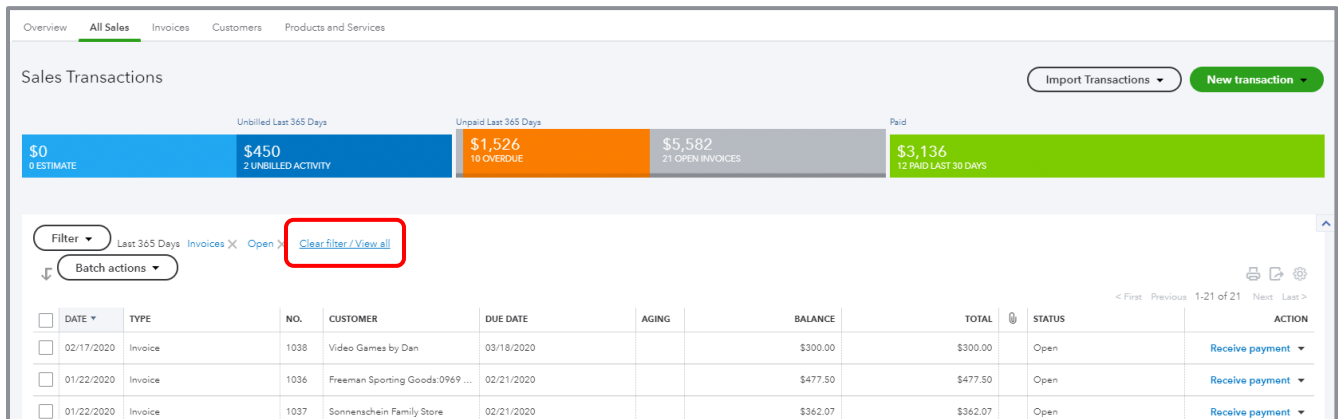 Overview All Sales Invoices Customers Products and Services
Sales Transactions
Import Transactions New transaction
Unbilled Last 365 Days Unpaid Last 365 Days Paid
$0 $450 $1,526 $5,582 $3,136
0 ESTIMATE 2 UNBILLED ACTIVITY 10 OVERDUE 21 OPEN INVOICES 12 PAID LAST 30 DAYS
Filter Last 365 Days Invoices Open Clear filter / View all
Batch actions
< First Previous 1-21 of 21 Next Last >
DATE TYPE NO. CUSTOMER DUE DATE AGING BALANCE TOTAL STATUS ACTION
02/17/2020 Invoice 1038 Video Games by Dan 03/18/2020 $300.00 $300.00 Open Receive payment
01/22/2020 Invoice 1036 Freeman Sporting Goods:0969 ... 02/21/2020 $477.50 $477.50 Open Receive payment
01/22/2020 Invoice 1037 Sonnenschein Family Store 02/21/2020 $362.07 $362.07 Open Receive payment